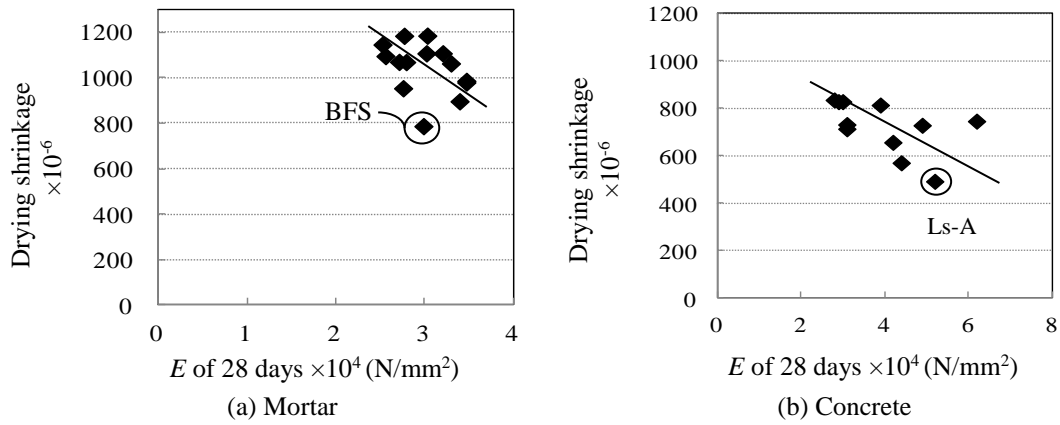 1200
1000
800
600
400
200
0
Drying shrinkage
×10-6
BFS
0 1 2 3 4
E of 28 days ×10⁴ (N/mm²)
(a) Mortar
1200
1000
800
600
400
200
0
Drying shrinkage
×10-6
Ls-A
0 2 4 6 8
E of 28 days ×10⁴ (N/mm²)
(b) Concrete